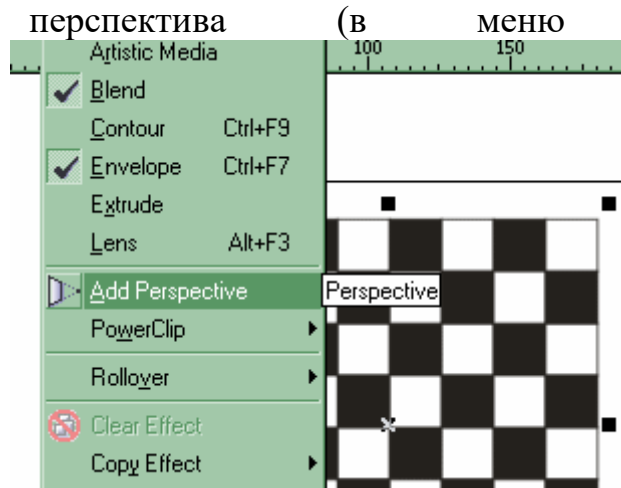 перспектива (в меню
Artistic Media
100 150
Blend
Contour Ctrl+F9
Envelope Ctrl+F7
Extrude
Lens Alt+F3
Add Perspective
Perspective
PowerClip
Rollover
Clear Effect
Copy Effect